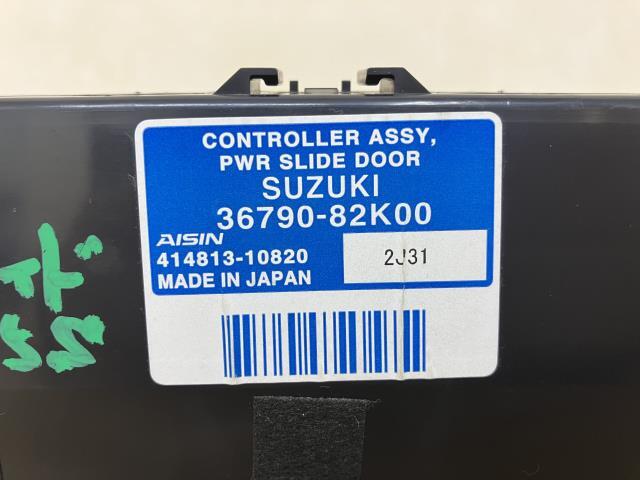 CONTROLLER ASSY,
PWR SLIDE DOOR
SUZUKI
36790-82K00
AISIN
414813-10820
2J31
MADE IN JAPAN